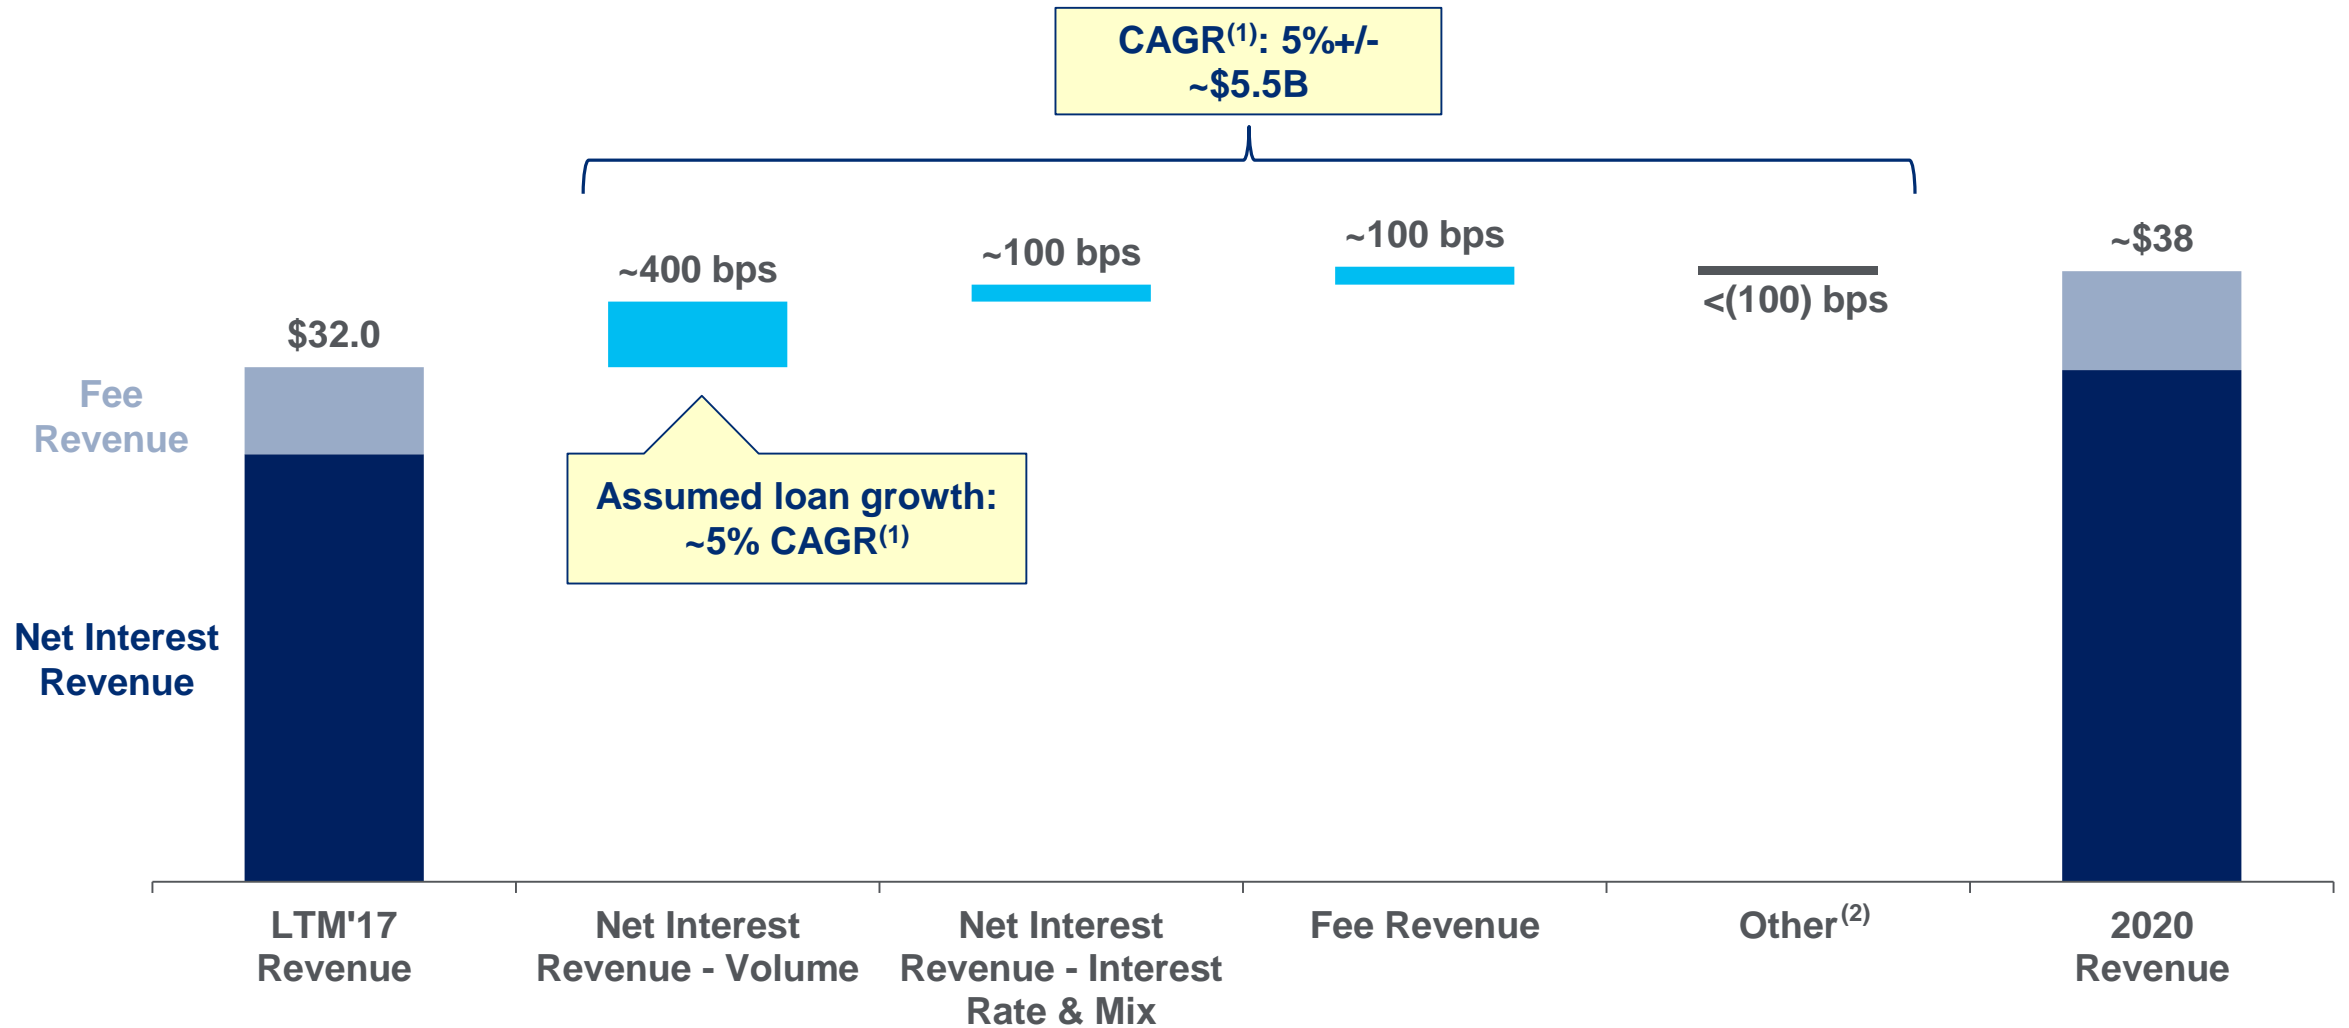 CAGR(1): 5%+/-
~$5.5B
~400 bps
~100 bps
~100 bps
<(100) bps
~$38
$32.0
Fee
Revenue
Net Interest
Revenue
Assumed loan growth:
~5% CAGR(1)
LTM'17
Revenue
Net Interest
Revenue - Volume
Net Interest
Revenue - Interest
Rate & Mix
Fee Revenue
Other(2)
2020
Revenue